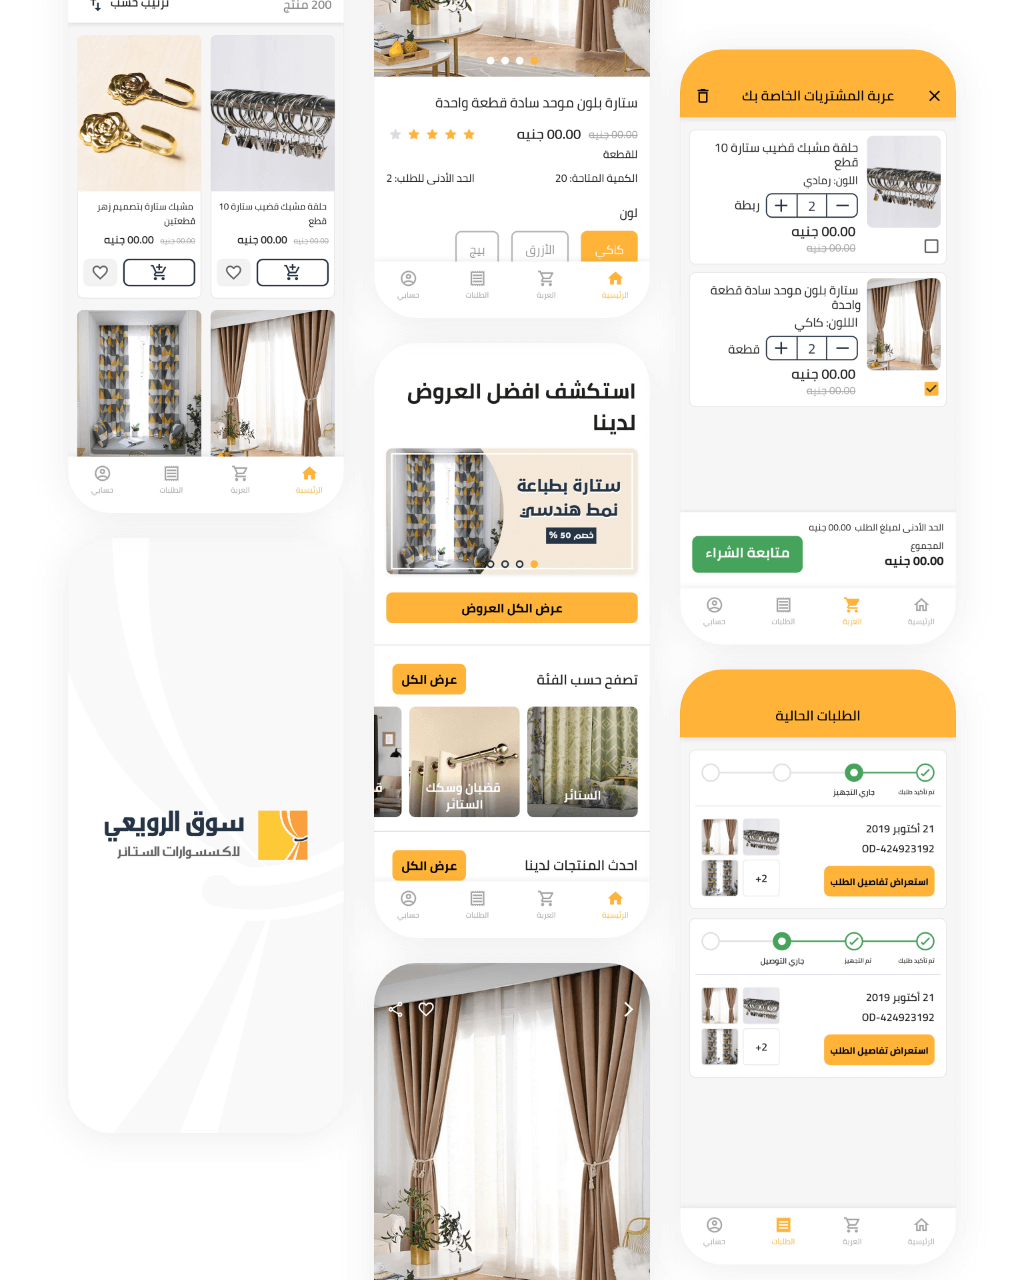 200 منتج
ترتيب حسب
حلقة مشبك قضيب ستارة 10
قطع
00.00 جنيه
00.00 جنيه
مشبك ستارة بتصميم زهر
قطعتين
00.00 جنيه
00.00 جنيه
الرئيسية
العربة
الطلبات
حسابي
سوق الرويعي
لاكسسوارات الستائر
ستارة بلون موحد سادة قطعة واحدة
00.00 جنيه
00.00 جنيه
للقطعة
الكمية المتاحة: 20
الحد الأدنى للطلب: 2
لون
كاكي
الأزرق
بيج
الرئيسية
العربة
الطلبات
حسابي
استكشف افضل العروض
لدينا
ستارة بطباعة
نمط هندسي
خصم 50 %
عرض الكل العروض
تصفح حسب الفئة
عرض الكل
الستائر
قضبان وسكك
الستائر
احدث المنتجات لدينا
عرض الكل
الرئيسية
العربة
الطلبات
حسابي
عربة المشتريات الخاصة بك
حلقة مشبك قضيب ستارة 10
قطع
اللون: رمادي
2
ربطة
00.00 جنيه
00.00 جنيه
ستارة بلون موحد سادة قطعة
واحدة
الللون: كاكي
2
قطعة
00.00 جنيه
00.00 جنيه
الحد الأدنى لمبلغ الطلب 00.00 جنيه
المجموع
00.00 جنيه
متابعة الشراء
الرئيسية
العربة
الطلبات
حسابي
الطلبات الحالية
تم تأكيد طلبك
جاري التجهيز
21 أكتوبر 2019
OD-424923192
+2
استعراض تفاصيل الطلب
تم تأكيد طلبك
تم التجهيز
جاري التوصيل
21 أكتوبر 2019
OD-424923192
+2
استعراض تفاصيل الطلب
الرئيسية
العربة
الطلبات
حسابي